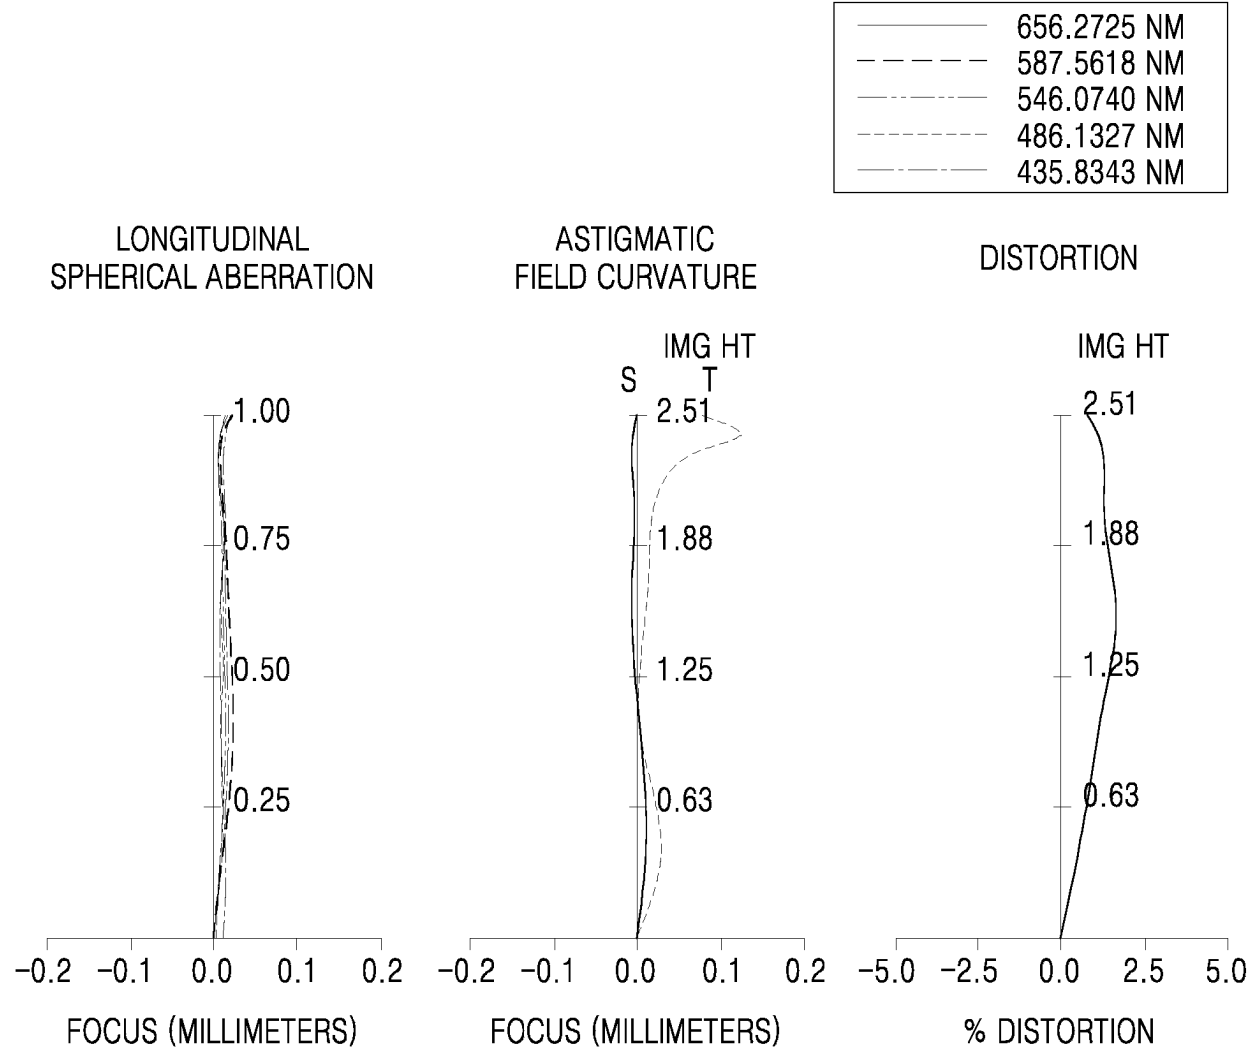 656.2725 NM
587.5618 NM
546.0740 NM
486.1327 NM
435.8343 NM
LONGITUDINAL
SPHERICAL ABERRATION
1.00
0.75
0.50
0.25
−0.2 −0.1 0.0 0.1 0.2
FOCUS (MILLIMETERS)
ASTIGMATIC
FIELD CURVATURE
IMG HT
S T
2.51
1.88
1.25
0.63
−0.2 −0.1 0.0 0.1 0.2
FOCUS (MILLIMETERS)
DISTORTION
IMG HT
2.51
1.88
1.25
0.63
−5.0 −2.5 0.0 2.5 5.0
% DISTORTION